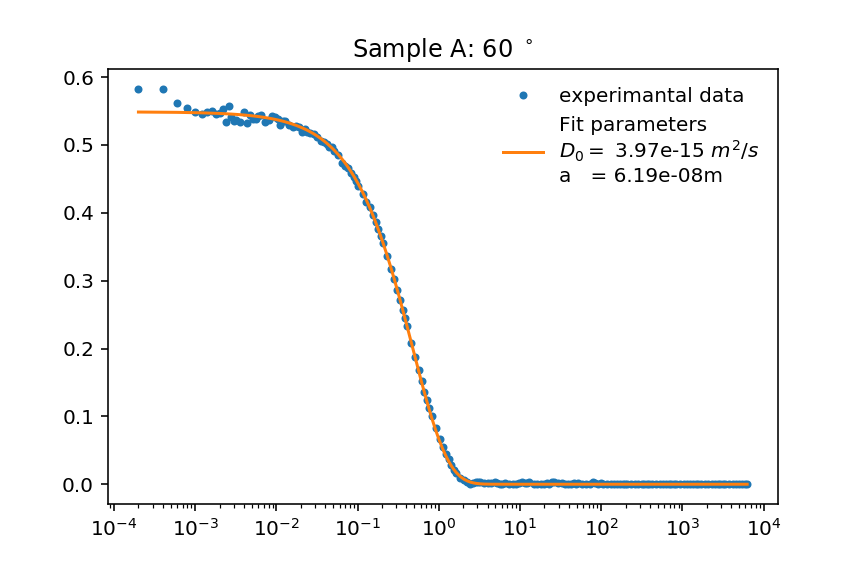 Sample A: 60 °
experimantal data
Fit parameters
D₀ = 3.97e-15 m²/s
a = 6.19e-08m
0.6
0.5
0.4
0.3
0.2
0.1
0.0
10⁻⁴ 10⁻³ 10⁻² 10⁻¹ 10⁰ 10¹ 10² 10³ 10⁴